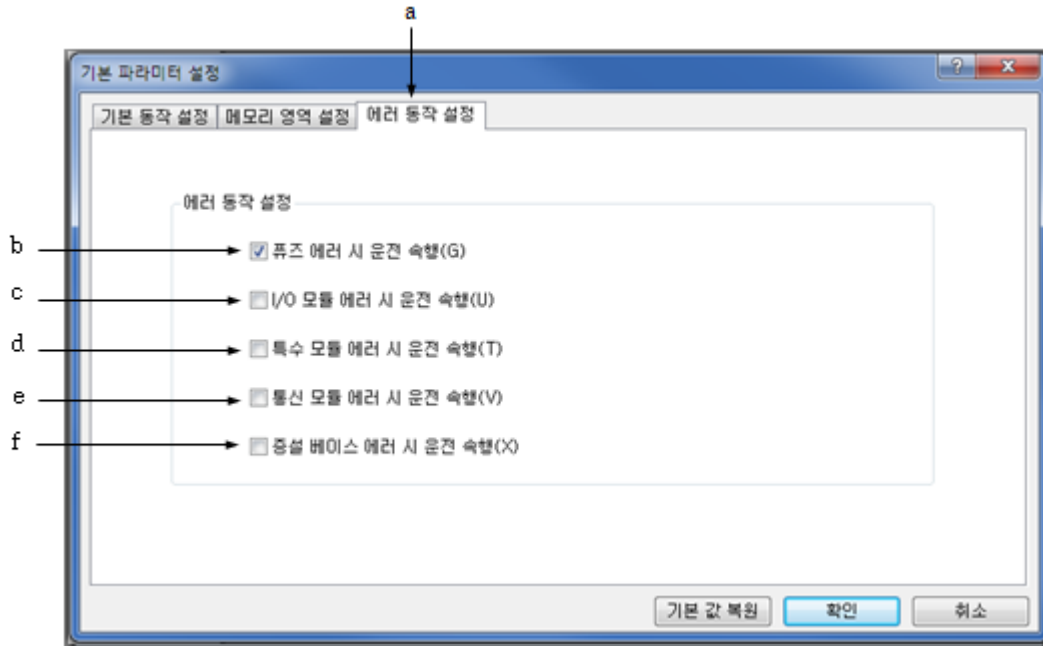 a
기본 파라미터 설정
기본 동작 설정 메모리 영역 설정 에러 동작 설정
에러 동작 설정
b 퓨즈 에러 시 운전 속행(G)
c I/O 모듈 에러 시 운전 속행(U)
d 특수 모듈 에러 시 운전 속행(T)
e 통신 모듈 에러 시 운전 속행(V)
f 증설 베이스 에러 시 운전 속행(X)
기본 값 복원 확인 취소